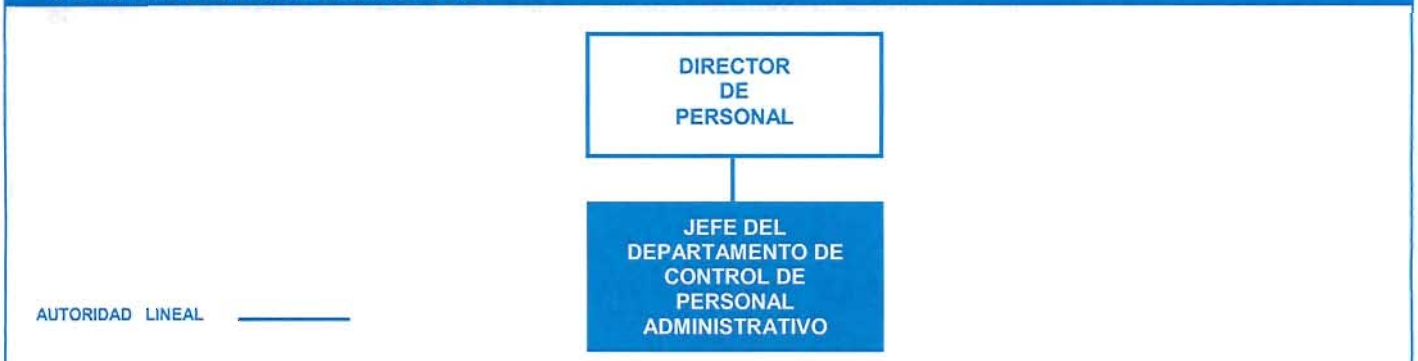 DIRECTOR
DE
PERSONAL
JEFE DEL
DEPARTAMENTO DE
CONTROL DE
PERSONAL
ADMINISTRATIVO
AUTORIDAD LINEAL